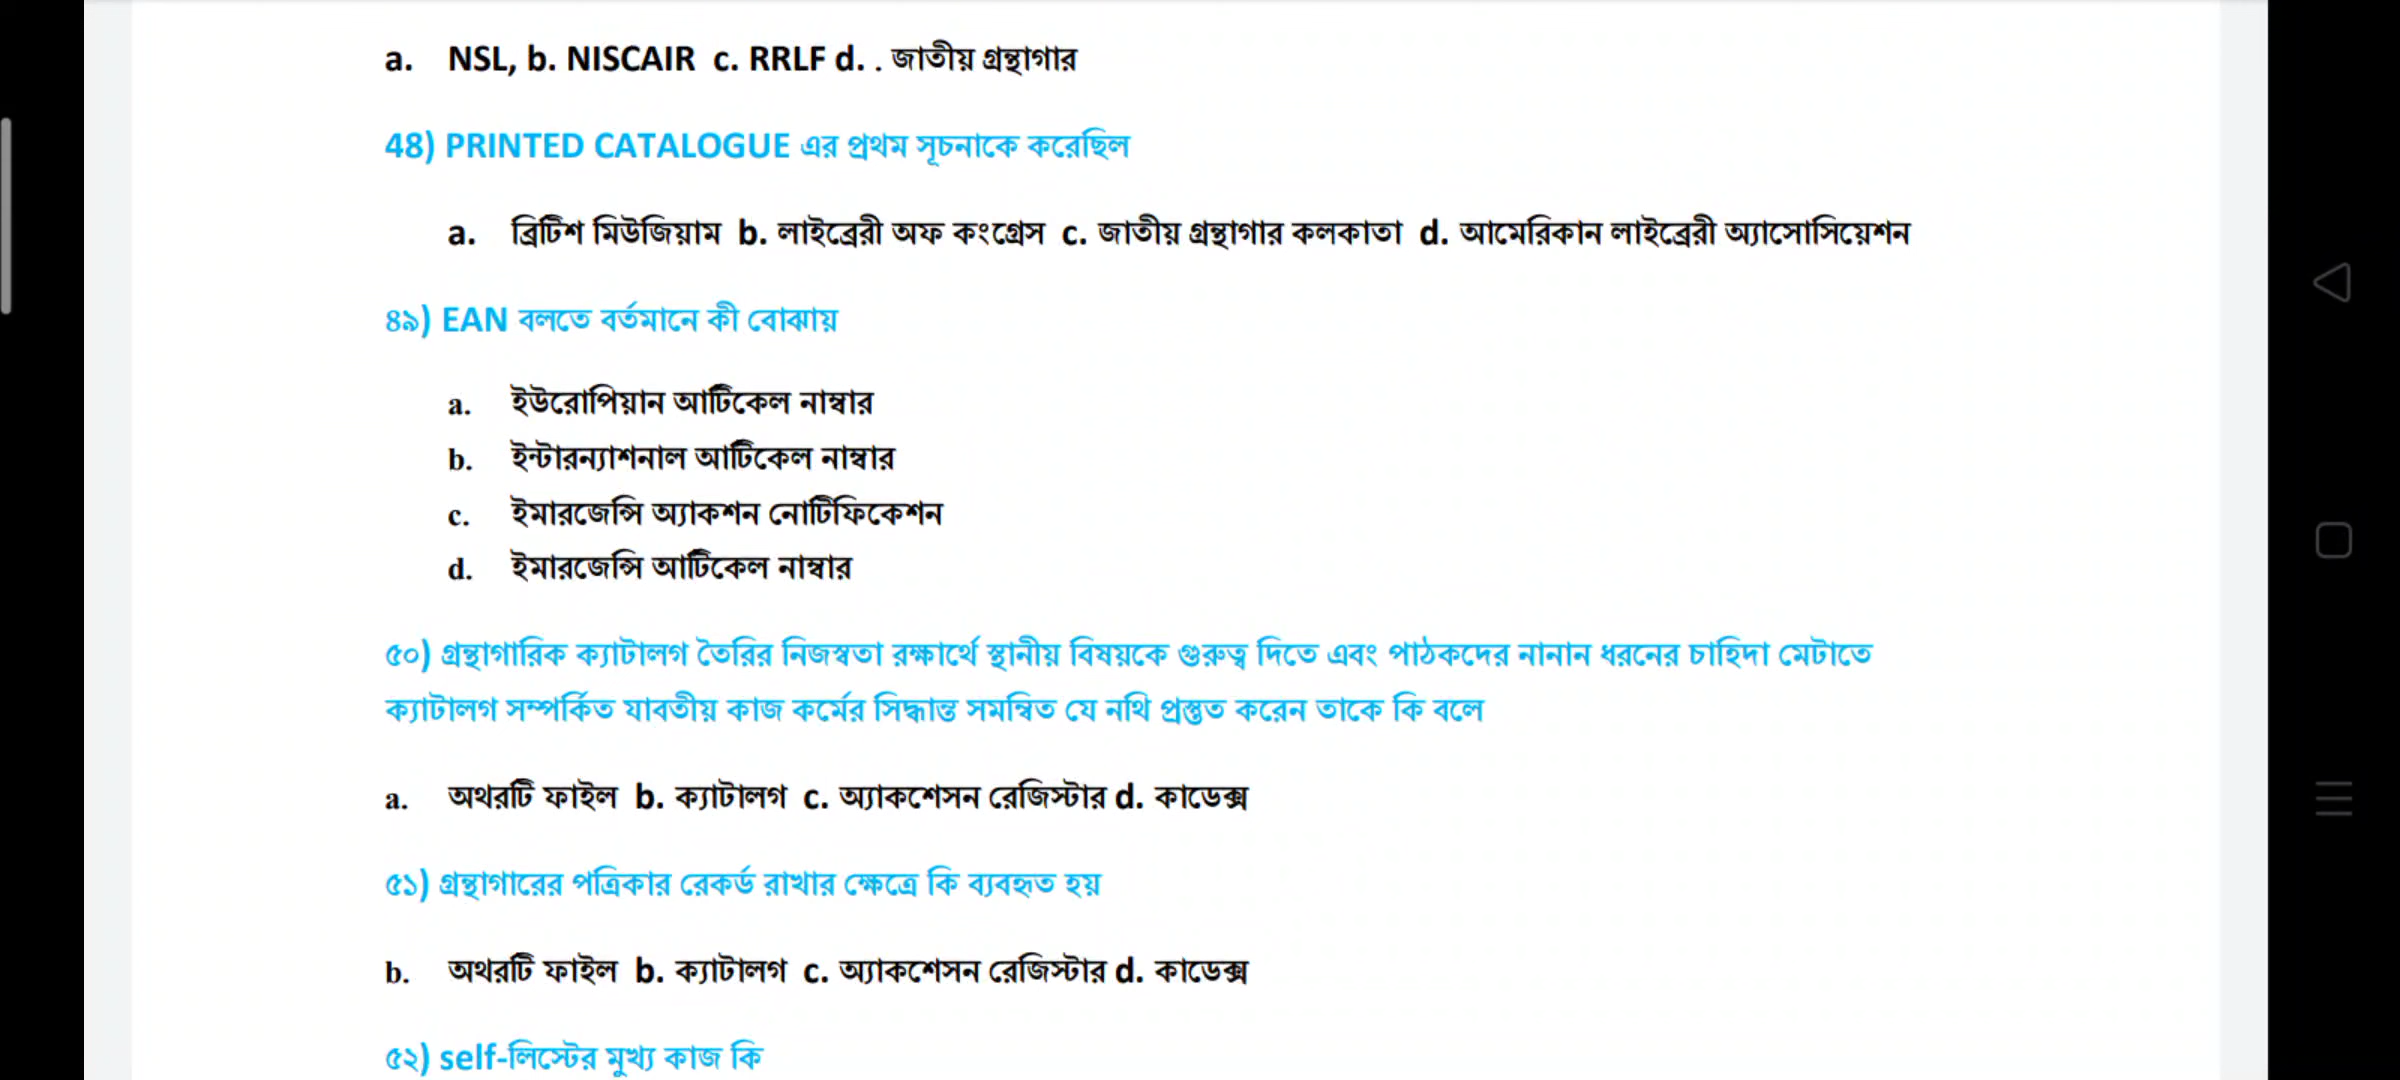 a. NSL, b. NISCAIR c. RRLF d. . জাতীয় গ্রন্থাগার
48) PRINTED CATALOGUE এর প্রথম সূচনাকে করেছিল
a. ব্রিটিশ মিউজিয়াম b. লাইব্রেরী অফ কংগ্রেস c. জাতীয় গ্রন্থাগার কলকাতা d. আমেরিকান লাইব্রেরী অ্যাসোসিয়েশন
৪৯) EAN বলতে বর্তমানে কী বোঝায়
a. ইউরোপিয়ান আর্টিকেল নাম্বার
b. ইন্টারন্যাশনাল আর্টিকেল নাম্বার
c. ইমারজেন্সি অ্যাকশন নোটিফিকেশন
d. ইমারজেন্সি আর্টিকেল নাম্বার
৫০) গ্রন্থাগারিক ক্যাটালগ তৈরির নিজস্বতা রক্ষার্থে স্থানীয় বিষয়কে গুরুত্ব দিতে এবং পাঠকদের নানান ধরনের চাহিদা মেটাতে
ক্যাটালগ সম্পর্কিত যাবতীয় কাজ কর্মের সিদ্ধান্ত সমন্বিত যে নথি প্রস্তুত করেন তাকে কি বলে
a. অথরটি ফাইল b. ক্যাটালগ c. অ্যাকশেসন রেজিস্টার d. কাডেক্স
৫১) গ্রন্থাগারের পত্রিকার রেকর্ড রাখার ক্ষেত্রে কি ব্যবহৃত হয়
b. অথরটি ফাইল b. ক্যাটালগ c. অ্যাকশেসন রেজিস্টার d. কাডেক্স
৫২) self-লিস্টের মুখ্য কাজ কি